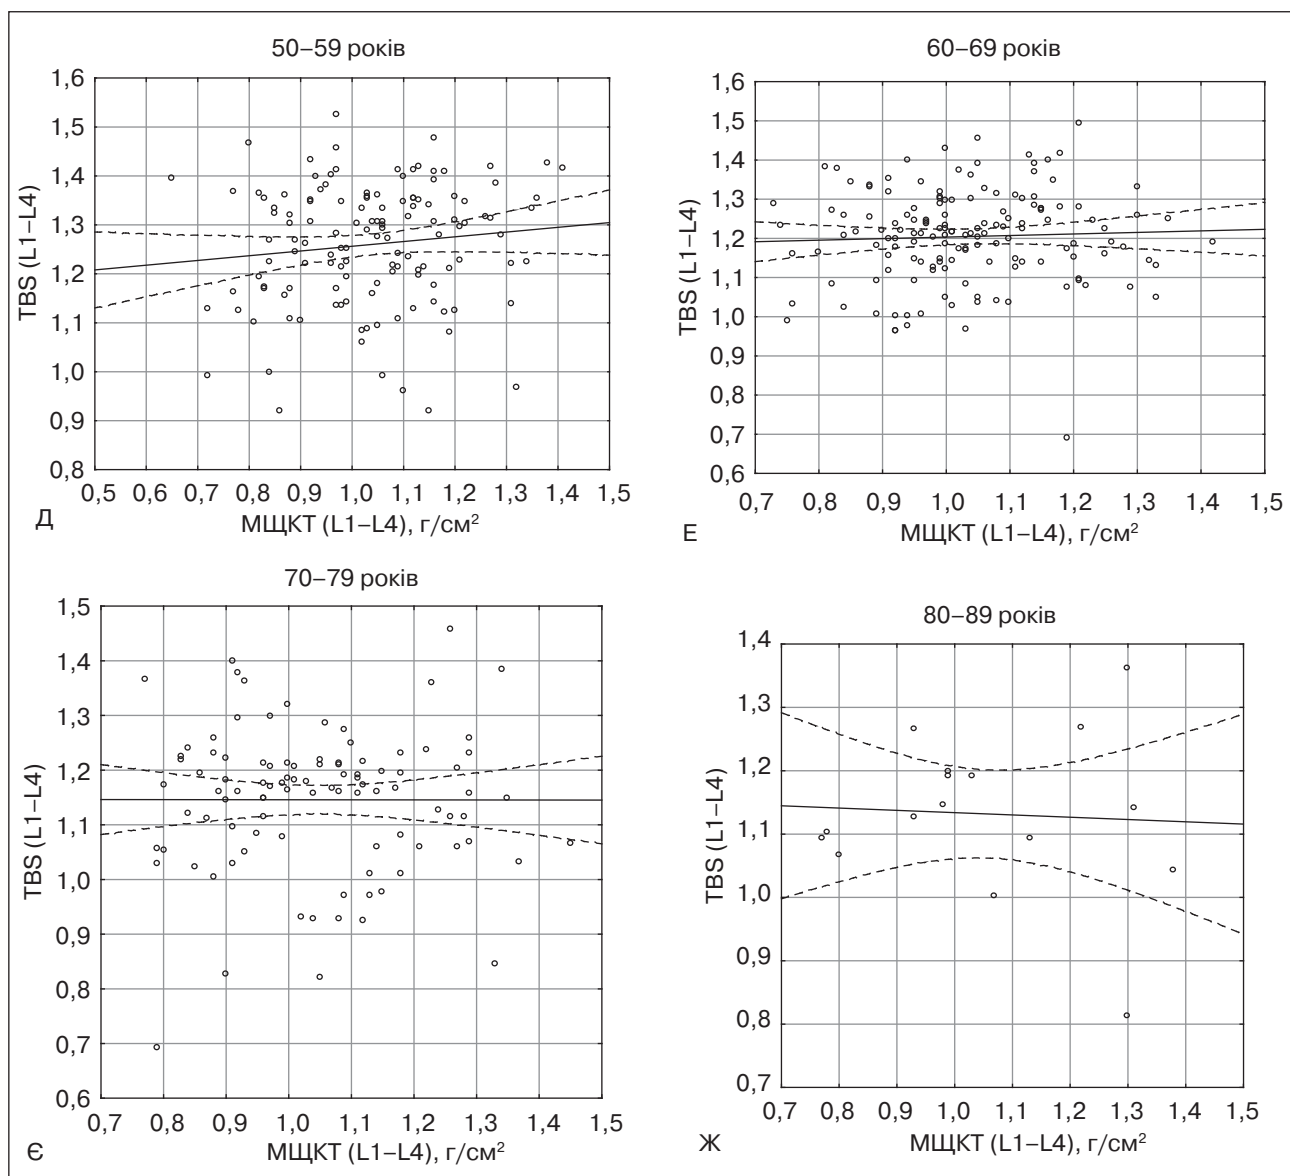 50–59 років
1,6
1,5
1,4
1,3
1,2
1,1
1,0
0,9
0,8
TBS (L1–L4)
0,5 0,6 0,7 0,8 0,9 1,0 1,1 1,2 1,3 1,4 1,5
МЩКТ (L1–L4), г/см²
Д
60–69 років
1,6
1,5
1,4
1,3
1,2
1,1
1,0
0,9
0,8
0,7
0,6
TBS (L1–L4)
0,7 0,8 0,9 1,0 1,1 1,2 1,3 1,4 1,5
МЩКТ (L1–L4), г/см²
Е
70–79 років
1,5
1,4
1,3
1,2
1,1
1,0
0,9
0,8
0,7
0,6
TBS (L1–L4)
0,7 0,8 0,9 1,0 1,1 1,2 1,3 1,4 1,5
МЩКТ (L1–L4), г/см²
Є
80–89 років
1,4
1,3
1,2
1,1
1,0
0,9
0,8
0,7
TBS (L1–L4)
0,7 0,8 0,9 1,0 1,1 1,2 1,3 1,4 1,5
МЩКТ (L1–L4), г/см²
Ж